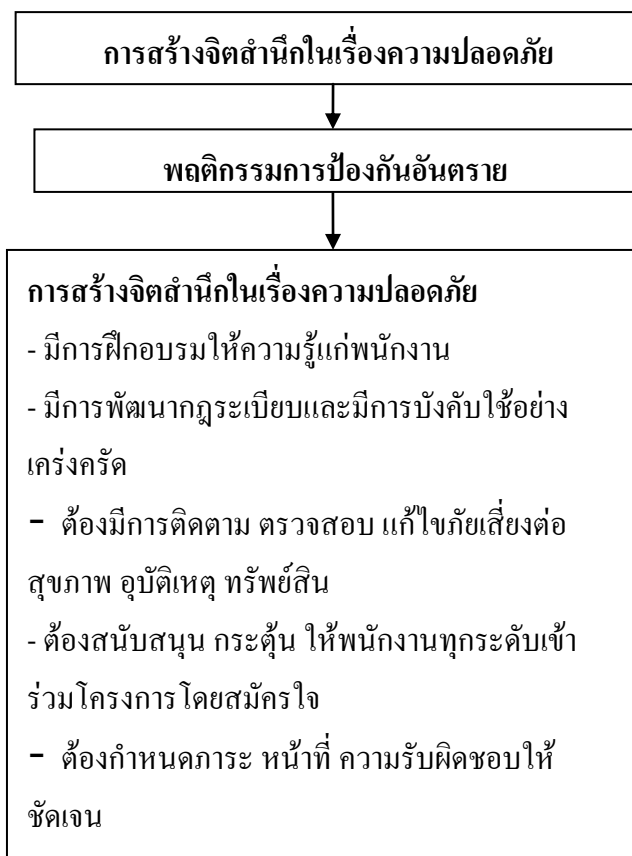 การสร้างจิตสำนึกในเรื่องความปลอดภัย
พฤติกรรมการป้องกันอันตราย
การสร้างจิตสำนึกในเรื่องความปลอดภัย
- มีการฝึกอบรมให้ความรู้แก่พนักงาน
- มีการพัฒนากฎระเบียบและมีการบังคับใช้อย่าง
เคร่งครัด
- ต้องมีการติดตาม ตรวจสอบ แก้ไขภัยเสี่ยงต่อ
สุขภาพ อุบัติเหตุ ทรัพย์สิน
- ต้องสนับสนุน กระตุ้น ให้พนักงานทุกระดับเข้า
ร่วมโครงการโดยสมัครใจ
- ต้องกำหนดภาระ หน้าที่ ความรับผิดชอบให้
ชัดเจน